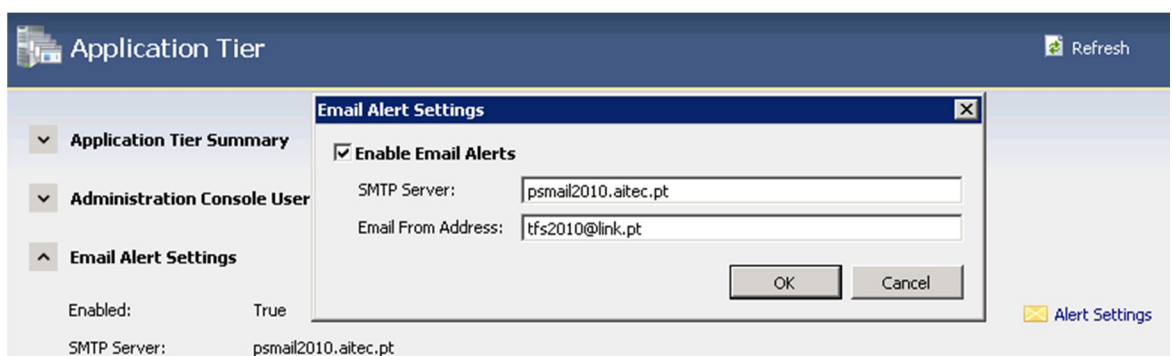 Application Tier
Refresh
Email Alert Settings
Application Tier Summary
Enable Email Alerts
SMTP Server: psmail2010.aitec.pt
Administration Console User
Email From Address: tfs2010@link.pt
Email Alert Settings
OK Cancel
Enabled: True
Alert Settings
SMTP Server: psmail2010.aitec.pt